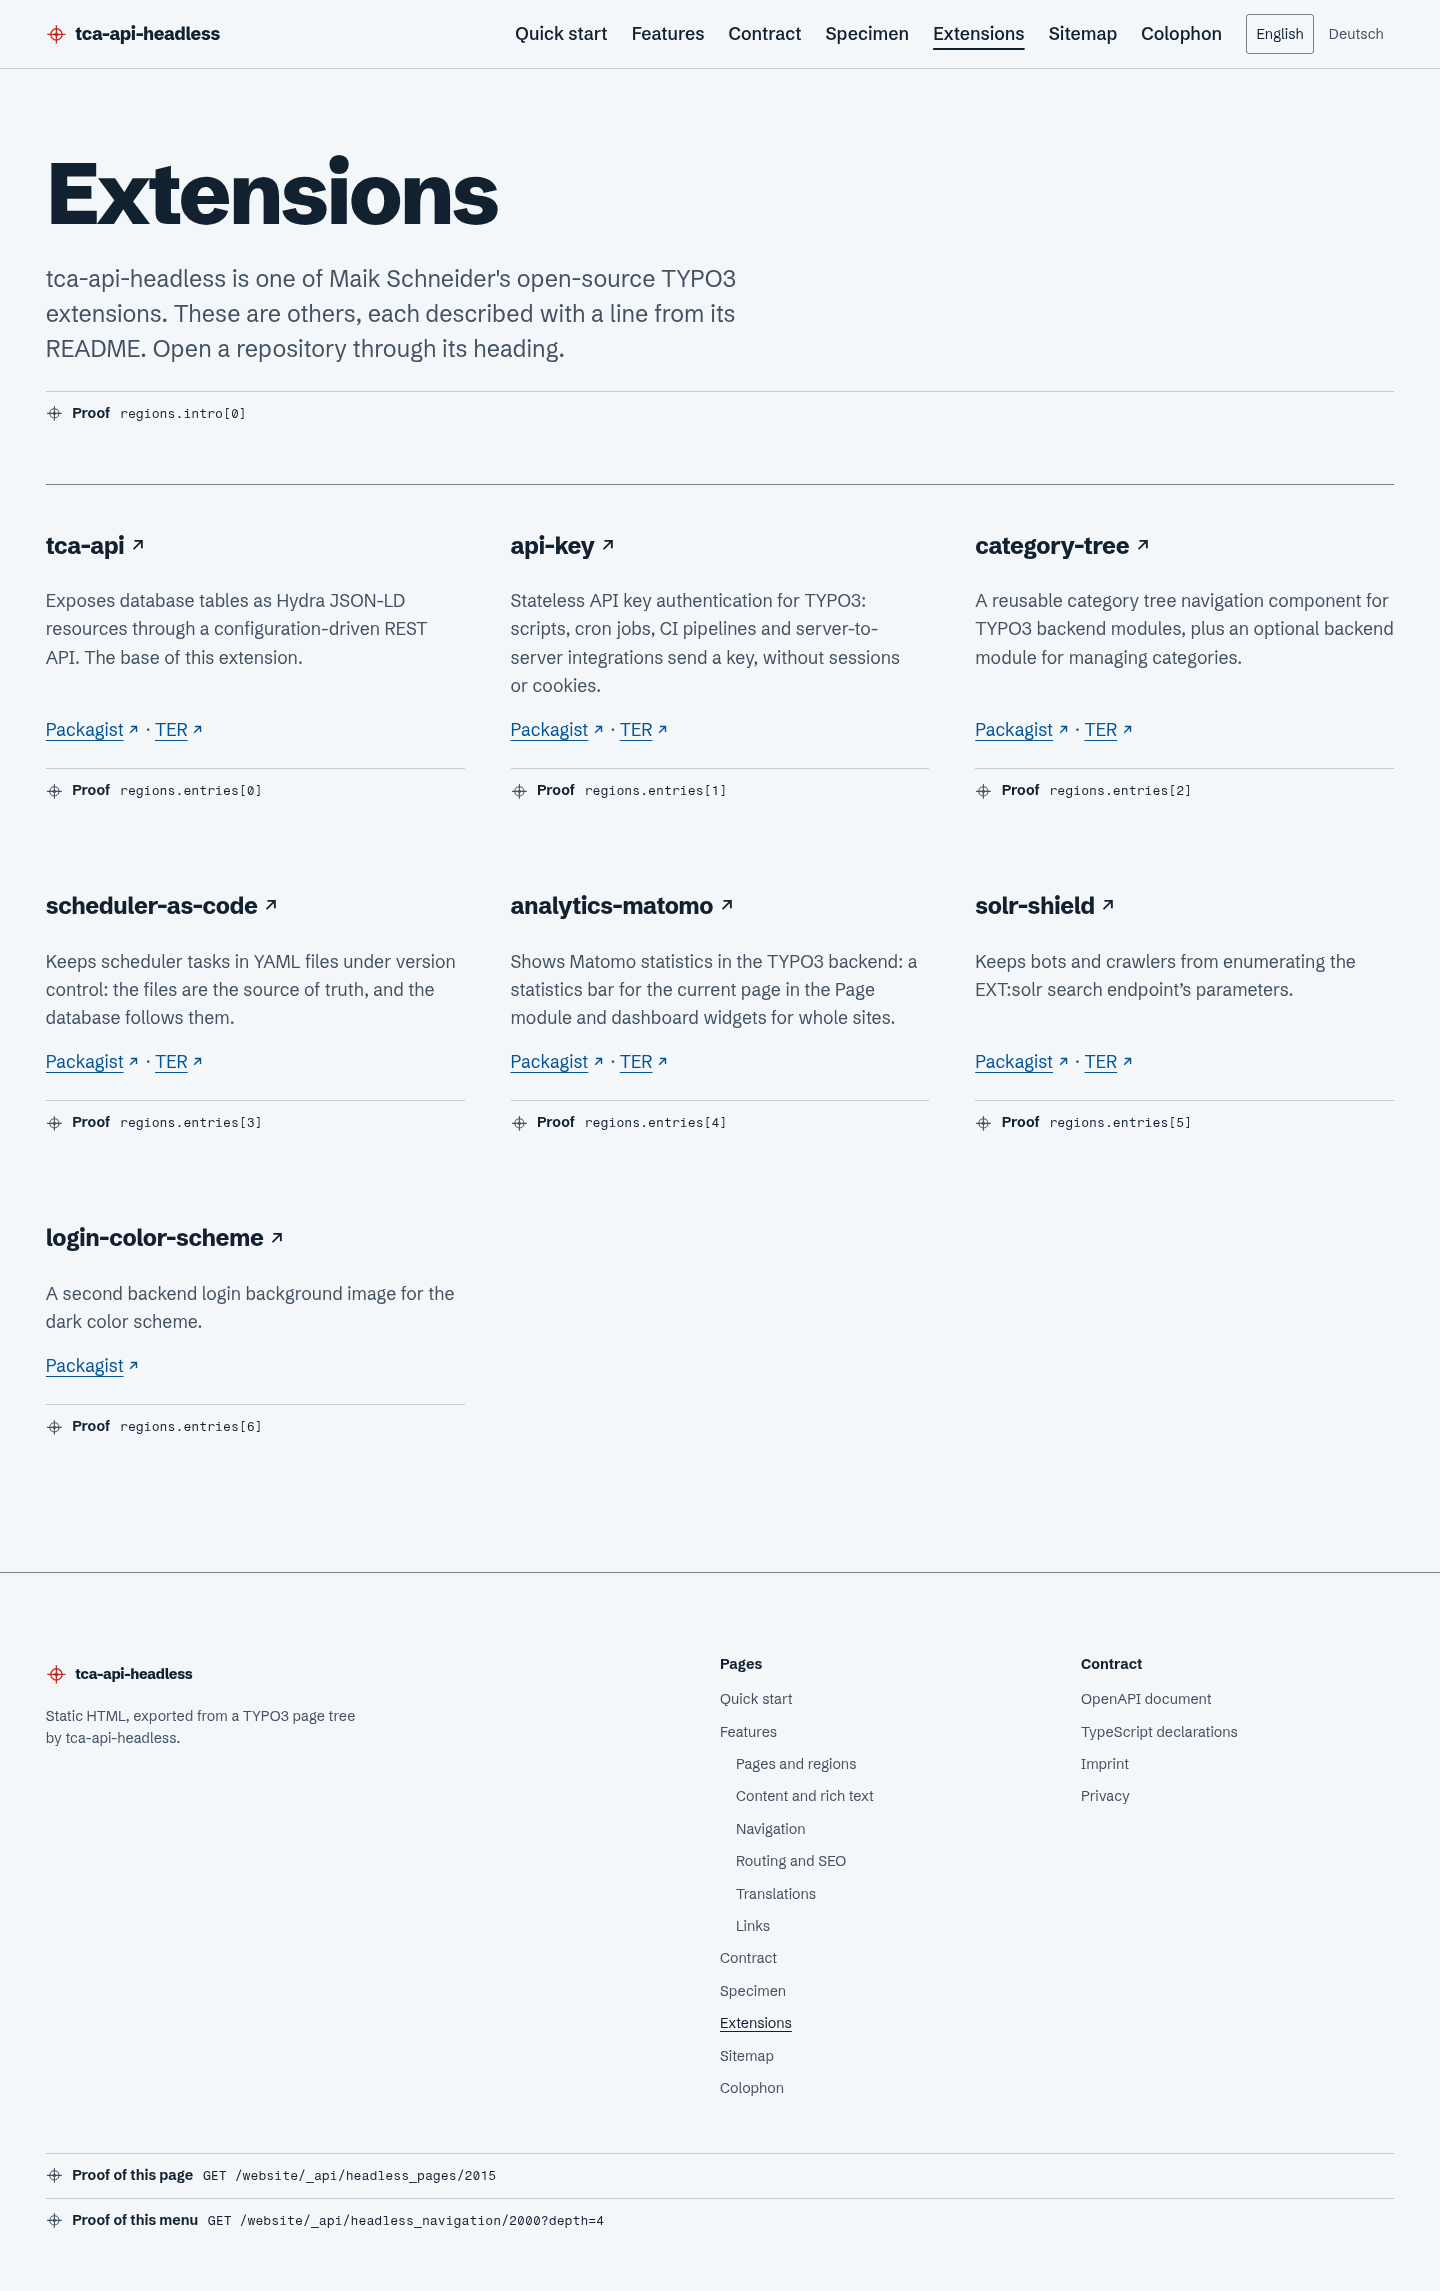 tca-api-headless
Quick start
Features
Contract
Specimen
Extensions
Sitemap
Colophon
English
Deutsch
Extensions
tca-api-headless is one of Maik Schneider's open-source TYPO3
extensions. These are others, each described with a line from its
README. Open a repository through its heading.
Proof regions.intro[0]
tca-api ↗
Exposes database tables as Hydra JSON-LD
resources through a configuration-driven REST
API. The base of this extension.
Packagist ↗ · TER ↗
Proof regions.entries[0]
api-key ↗
Stateless API key authentication for TYPO3:
scripts, cron jobs, CI pipelines and server-to-
server integrations send a key, without sessions
or cookies.
Packagist ↗ · TER ↗
Proof regions.entries[1]
category-tree ↗
A reusable category tree navigation component for
TYPO3 backend modules, plus an optional backend
module for managing categories.
Packagist ↗ · TER ↗
Proof regions.entries[2]
scheduler-as-code ↗
Keeps scheduler tasks in YAML files under version
control: the files are the source of truth, and the
database follows them.
Packagist ↗ · TER ↗
Proof regions.entries[3]
analytics-matomo ↗
Shows Matomo statistics in the TYPO3 backend: a
statistics bar for the current page in the Page
module and dashboard widgets for whole sites.
Packagist ↗ · TER ↗
Proof regions.entries[4]
solr-shield ↗
Keeps bots and crawlers from enumerating the
EXT:solr search endpoint’s parameters.
Packagist ↗ · TER ↗
Proof regions.entries[5]
login-color-scheme ↗
A second backend login background image for the
dark color scheme.
Packagist ↗
Proof regions.entries[6]
tca-api-headless
Static HTML, exported from a TYPO3 page tree
by tca-api-headless.
Pages
Quick start
Features
Pages and regions
Content and rich text
Navigation
Routing and SEO
Translations
Links
Contract
Specimen
Extensions
Sitemap
Colophon
Contract
OpenAPI document
TypeScript declarations
Imprint
Privacy
Proof of this page GET /website/_api/headless_pages/2015
Proof of this menu GET /website/_api/headless_navigation/2000?depth=4